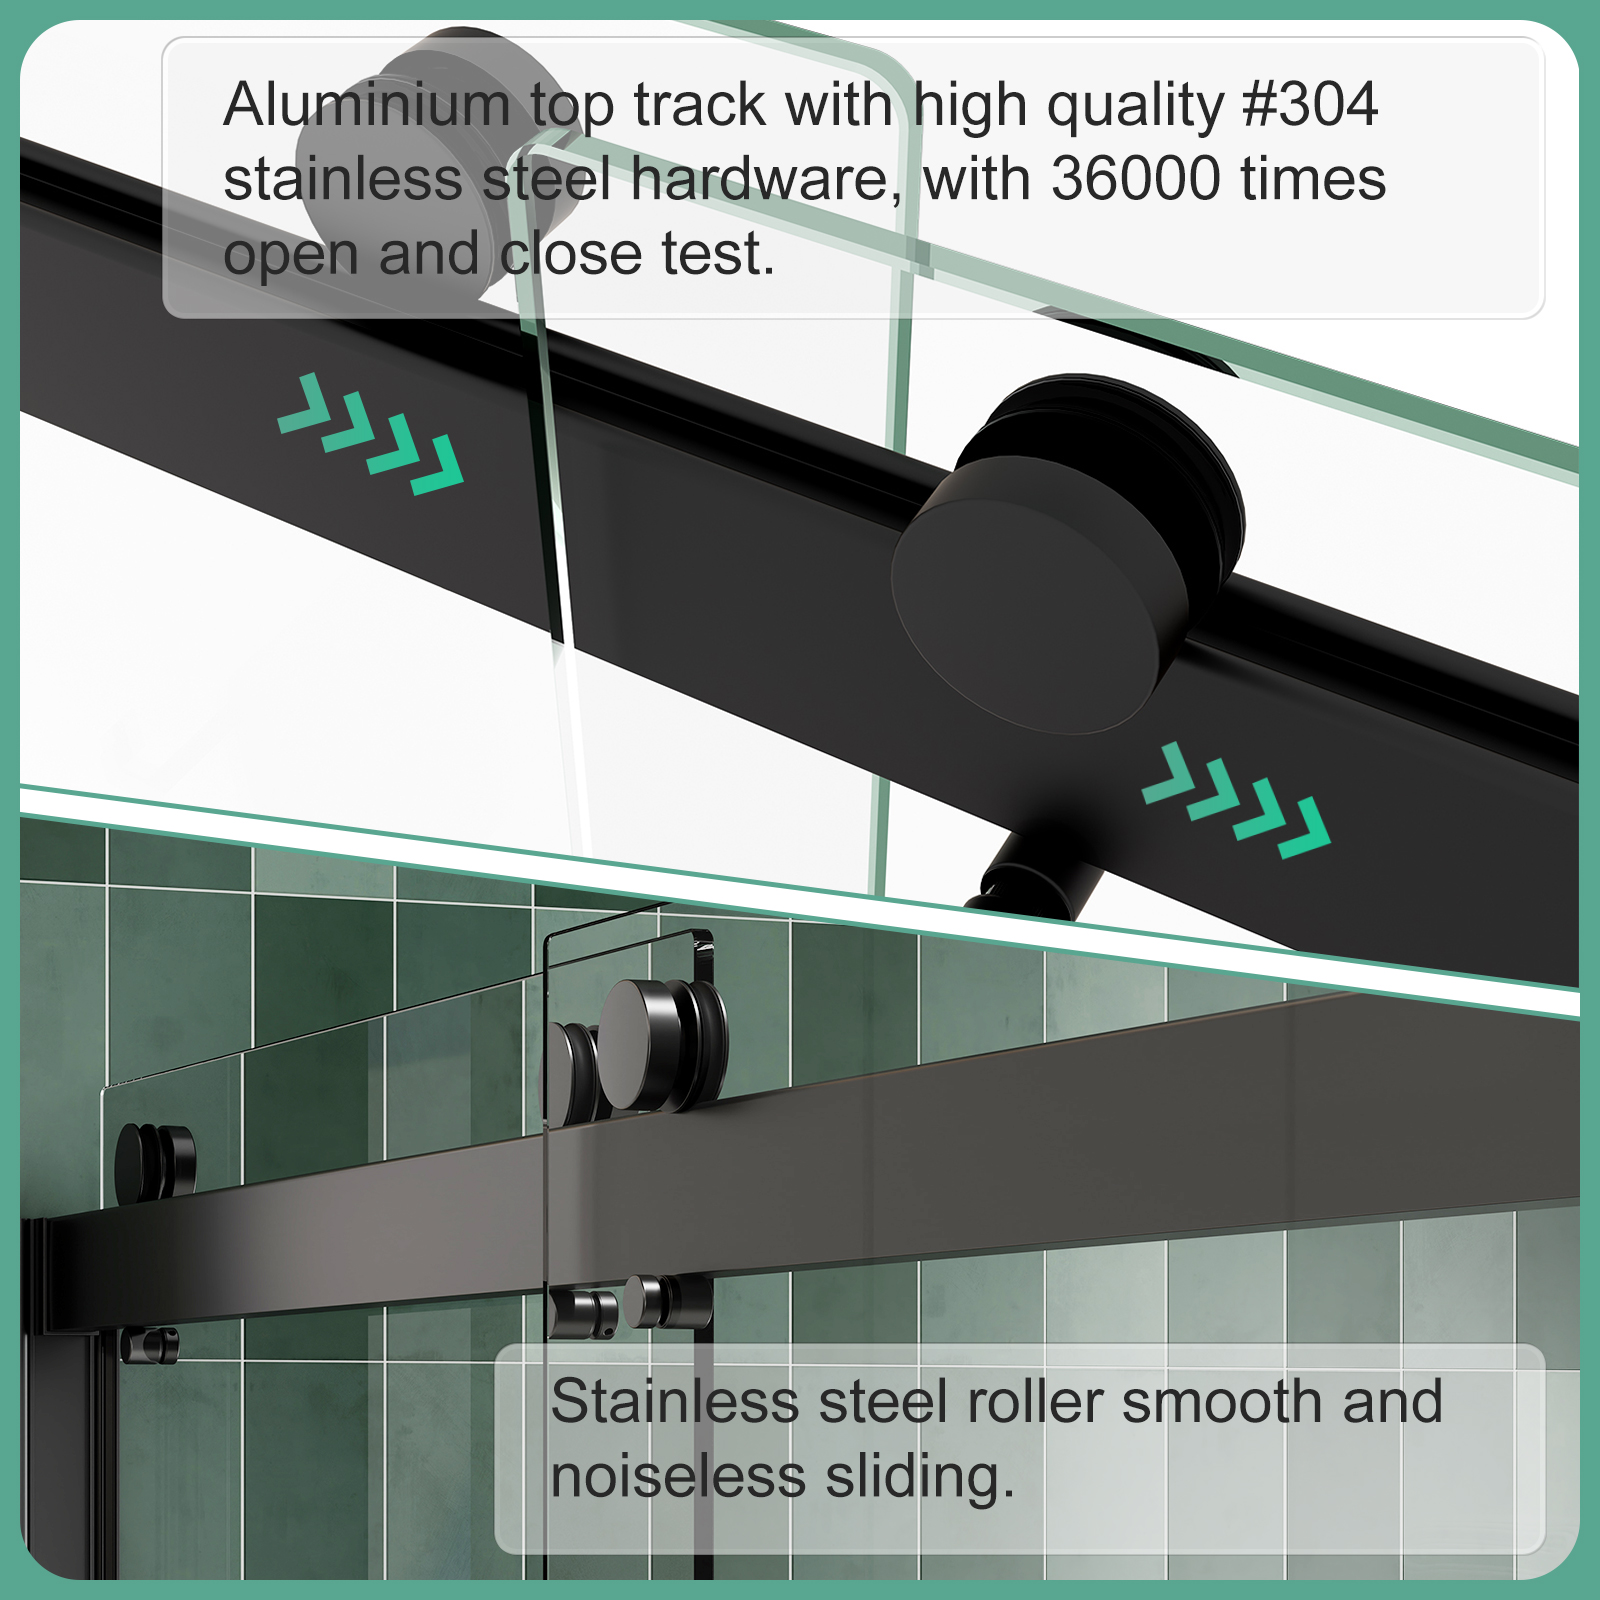 Aluminium top track with high quality #304
stainless steel hardware, with 36000 times
open and close test.
Stainless steel roller smooth and
noiseless sliding.